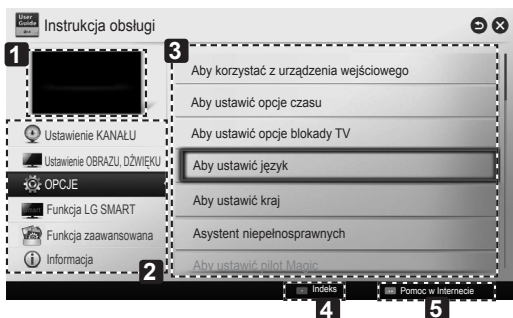 User
Guide
Instrukcja obsługi
1
3
Aby korzystać z urządzenia wejściowego
Aby ustawić opcje czasu
Aby ustawić opcje blokady TV
Aby ustawić język
Aby ustawić kraj
Asystent niepełnosprawnych
Aby ustawić pilot Magic
Ustawienie KANAŁU
Ustawienie OBRAZU, DŹWIĘKU
OPCJE
Funkcja LG SMART
Funkcja zaawansowana
Informacja
2
Indeks
Pomoc w Internecie
4
5